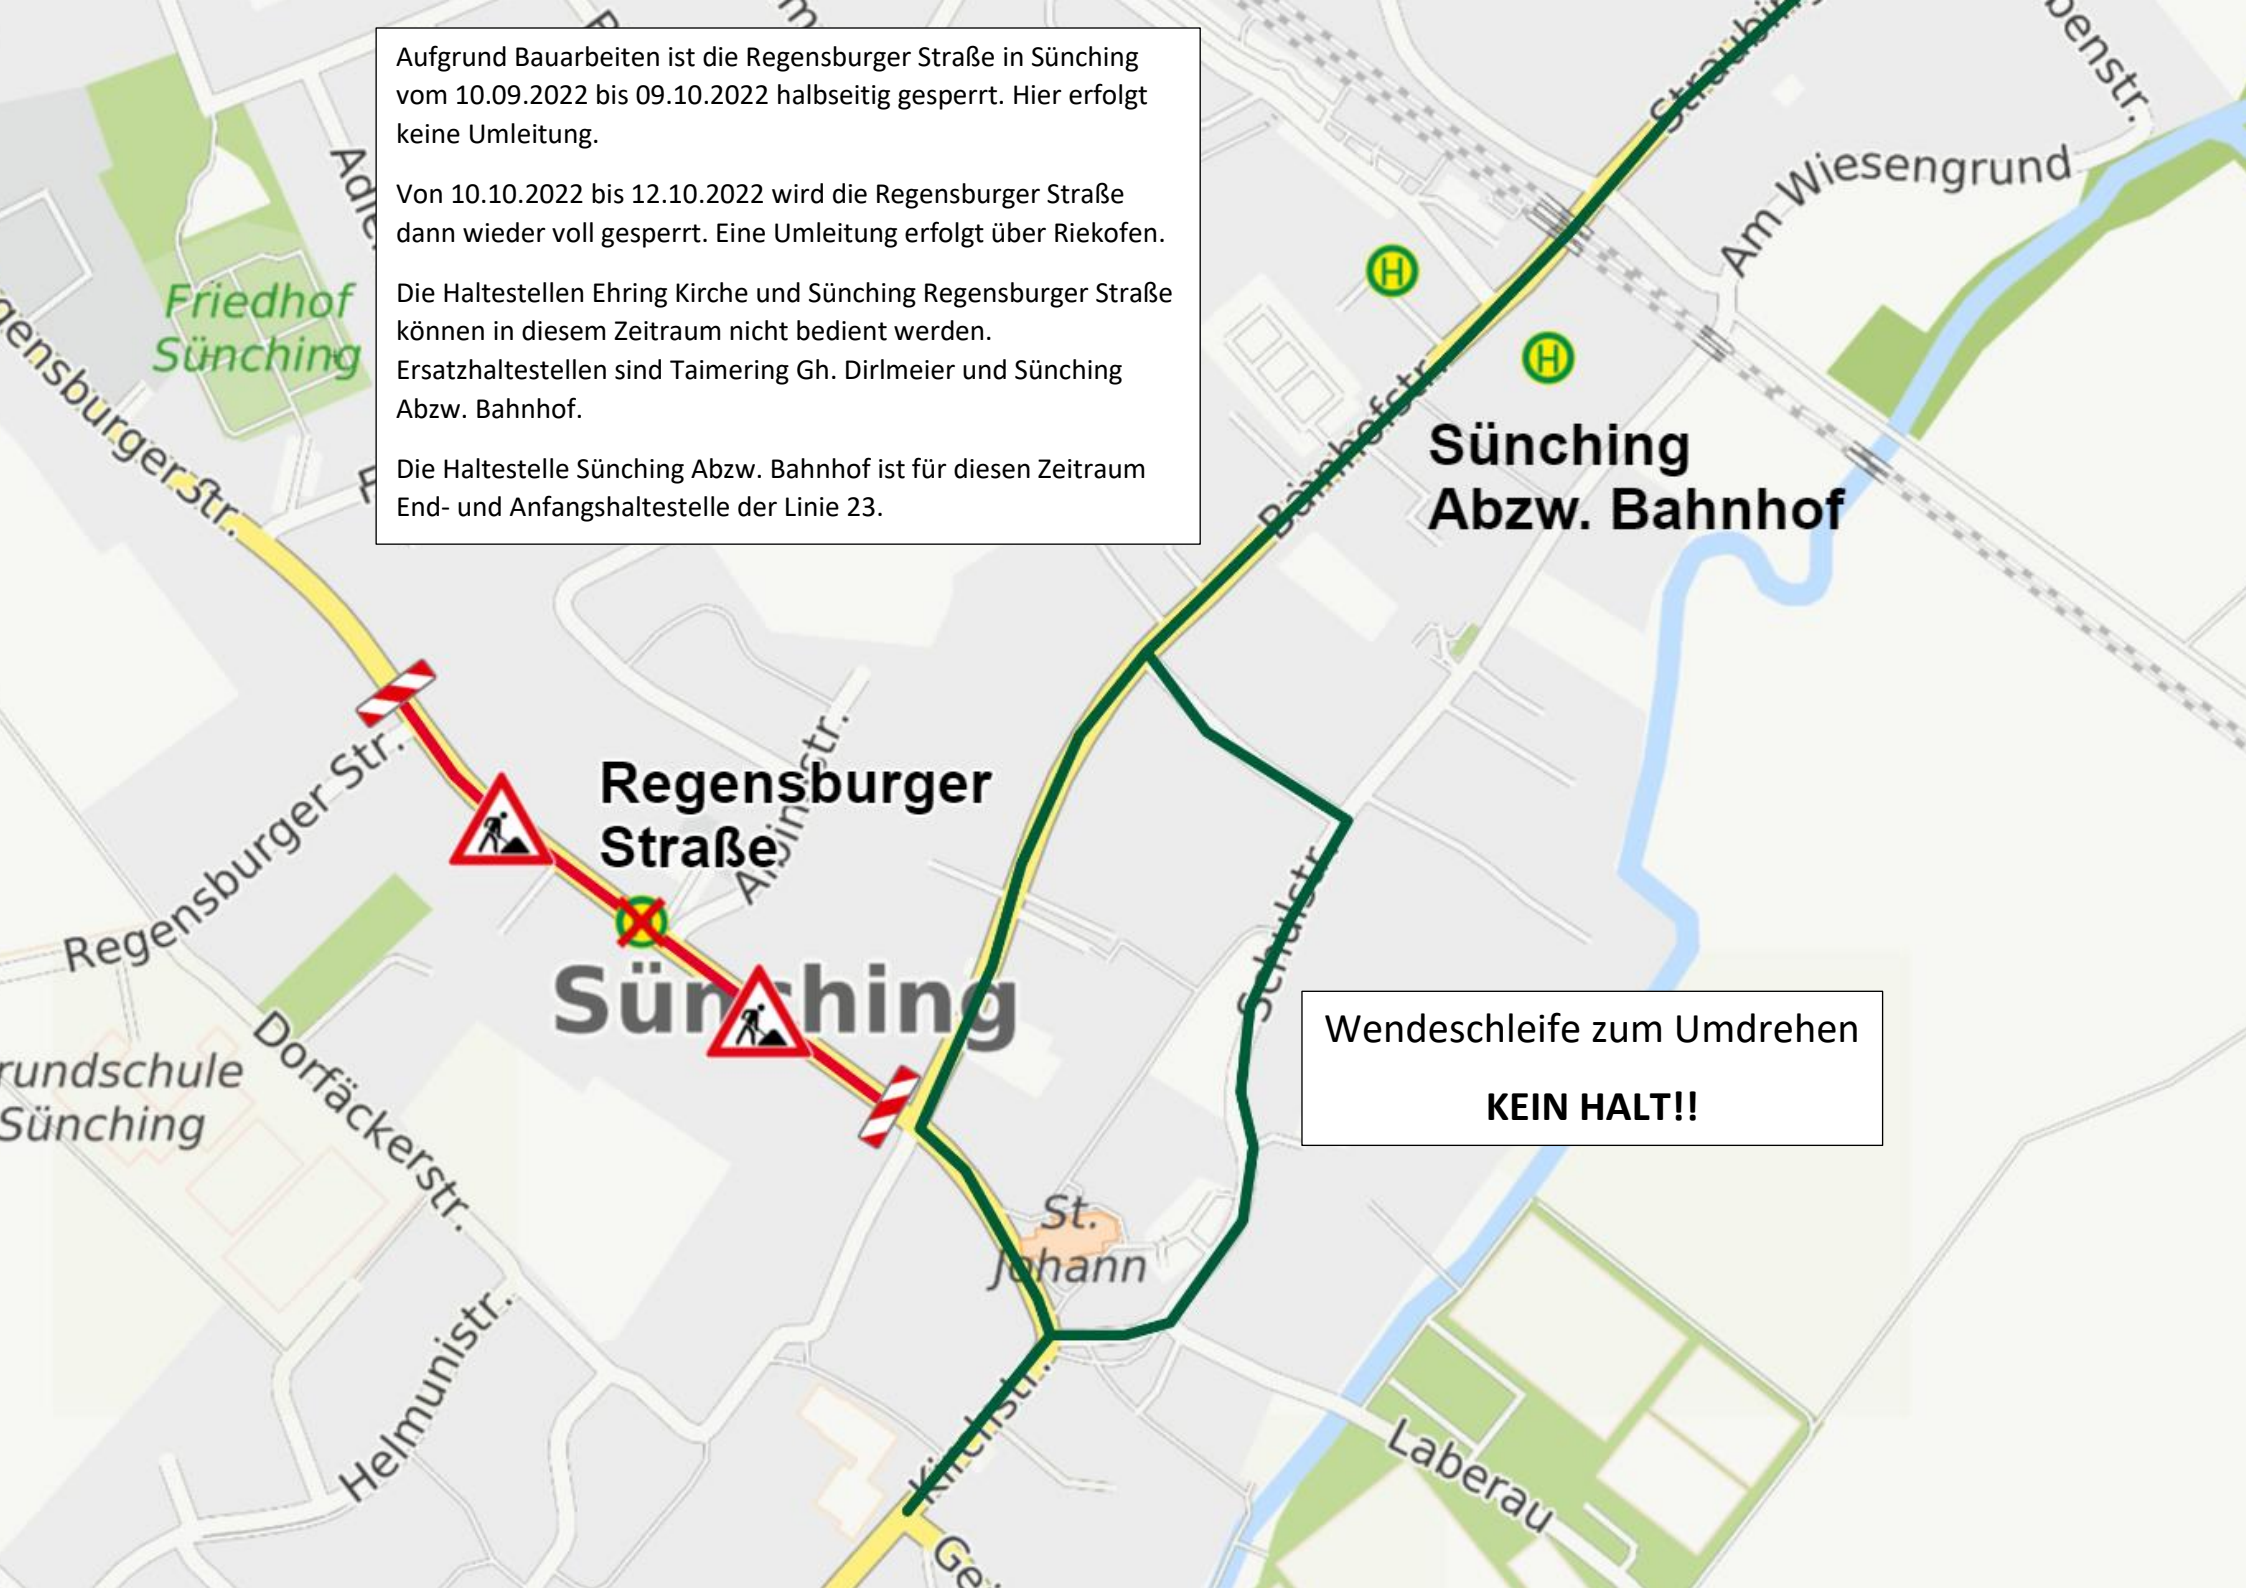 Aufgrund Bauarbeiten ist die Regensburger Straße in Sünching
vom 10.09.2022 bis 09.10.2022 halbseitig gesperrt. Hier erfolgt
keine Umleitung.
Von 10.10.2022 bis 12.10.2022 wird die Regensburger Straße
dann wieder voll gesperrt. Eine Umleitung erfolgt über Riekofen.
Die Haltestellen Ehring Kirche und Sünching Regensburger Straße
können in diesem Zeitraum nicht bedient werden.
Ersatzhaltestellen sind Taimering Gh. Dirlmeier und Sünching
Abzw. Bahnhof.
Die Haltestelle Sünching Abzw. Bahnhof ist für diesen Zeitraum
End- und Anfangshaltestelle der Linie 23.
Am Wiesengrund
H
H
Friedhof
Sünching
Bahnhofstr.
Sünching
Abzw. Bahnhof
Regensburger Str.
Regensburger
Straße
Albinistr.
Schulstr.
Sünching
Wendeschleife zum Umdrehen
KEIN HALT!!
Dorfäckerstr.
rundschule
Sünching
St.
Johann
Helmunistr.
Kirchstr.
Laberau